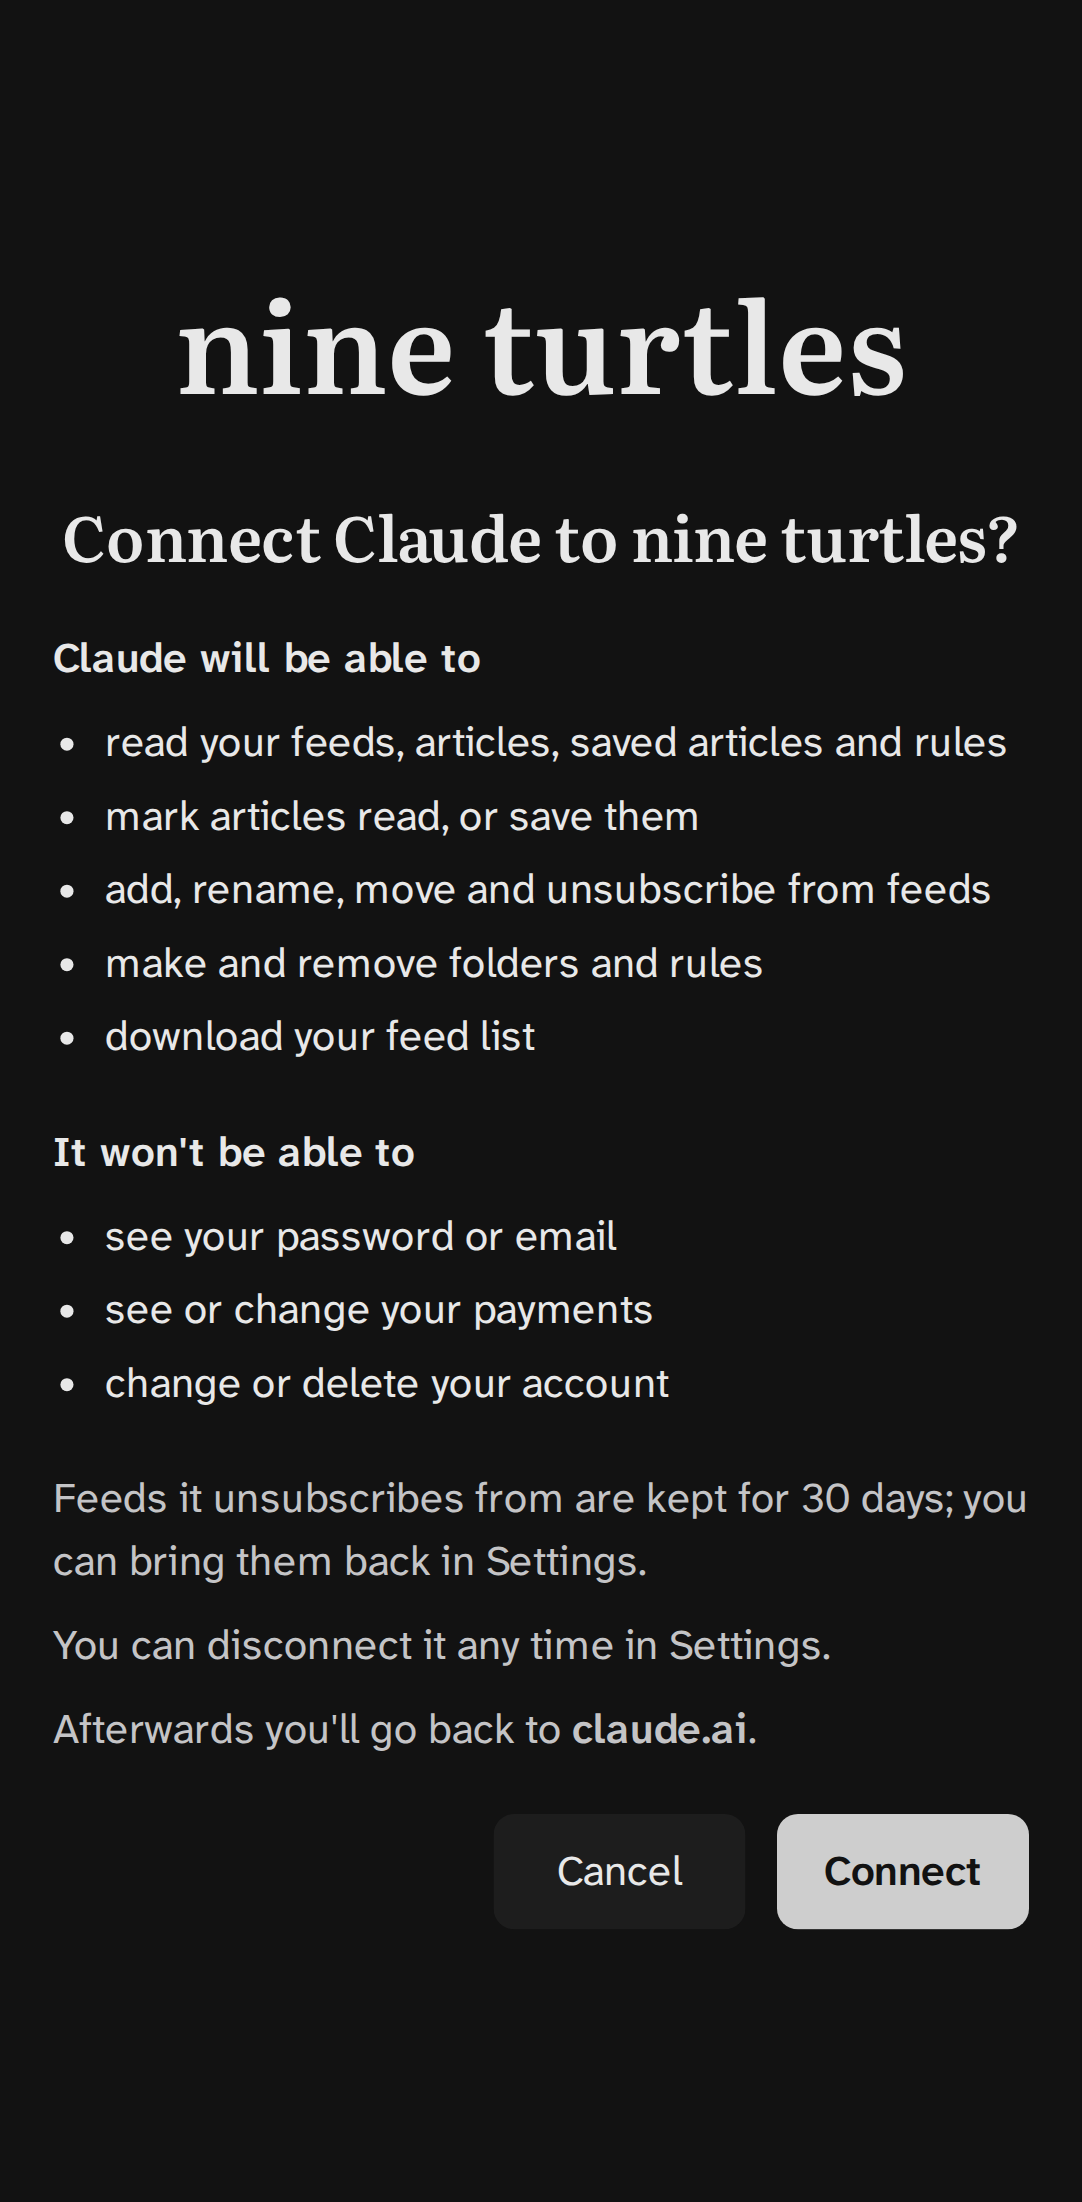 nine turtles
Connect Claude to nine turtles?
Claude will be able to
• read your feeds, articles, saved articles and rules
• mark articles read, or save them
• add, rename, move and unsubscribe from feeds
• make and remove folders and rules
• download your feed list
It won't be able to
• see your password or email
• see or change your payments
• change or delete your account
Feeds it unsubscribes from are kept for 30 days; you
can bring them back in Settings.
You can disconnect it any time in Settings.
Afterwards you'll go back to claude.ai.
Cancel Connect